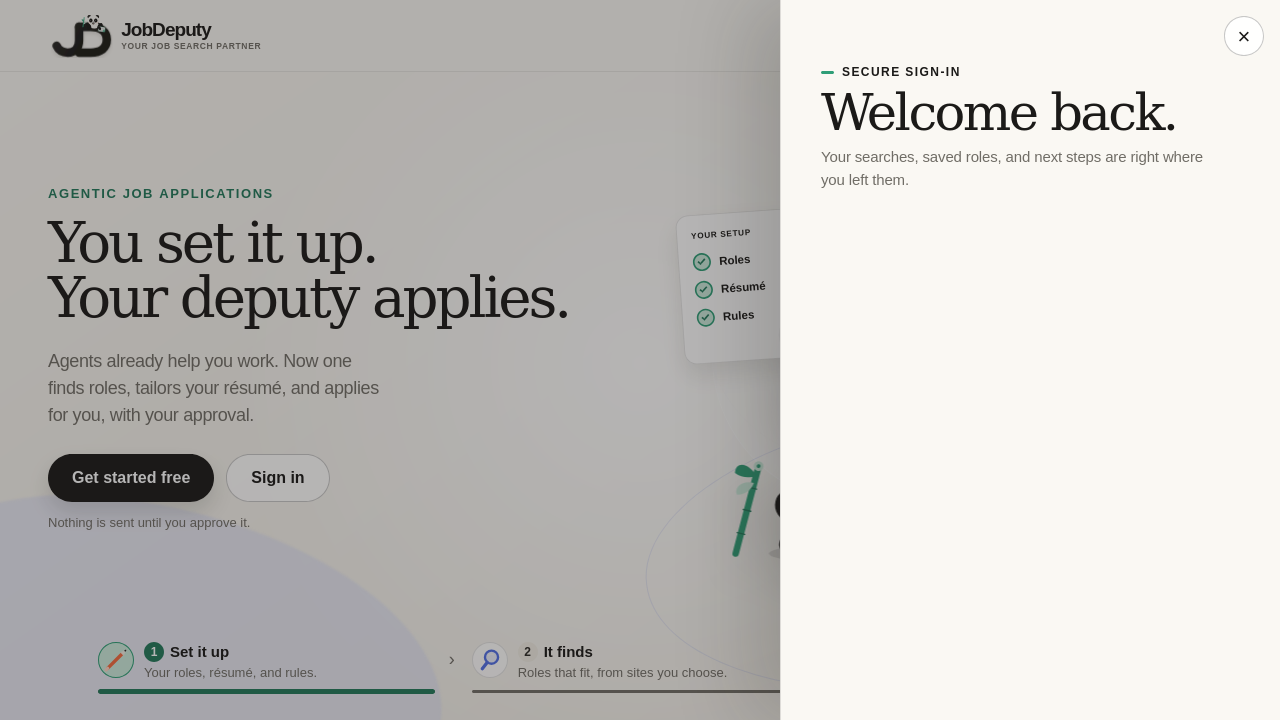 JobDeputy
YOUR JOB SEARCH PARTNER
AGENTIC JOB APPLICATIONS
You set it up.
Your deputy applies.
Agents already help you work. Now one
finds roles, tailors your résumé, and applies
for you, with your approval.
Get started free
Sign in
Nothing is sent until you approve it.
YOUR SETUP
Roles
Résumé
Rules
1 Set it up
Your roles, résumé, and rules.
›
2 It finds
Roles that fit, from sites you choose.
×
SECURE SIGN-IN
Welcome back.
Your searches, saved roles, and next steps are right where
you left them.